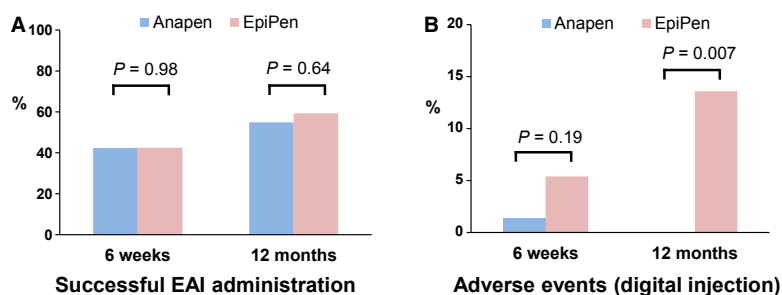 A
Anapen EpiPen
100
80
60
40
20
0
%
P = 0.98
P = 0.64
6 weeks 12 months
Successful EAI administration
B
Anapen EpiPen
20
15
10
5
0
%
P = 0.19
P = 0.007
6 weeks 12 months
Adverse events (digital injection)